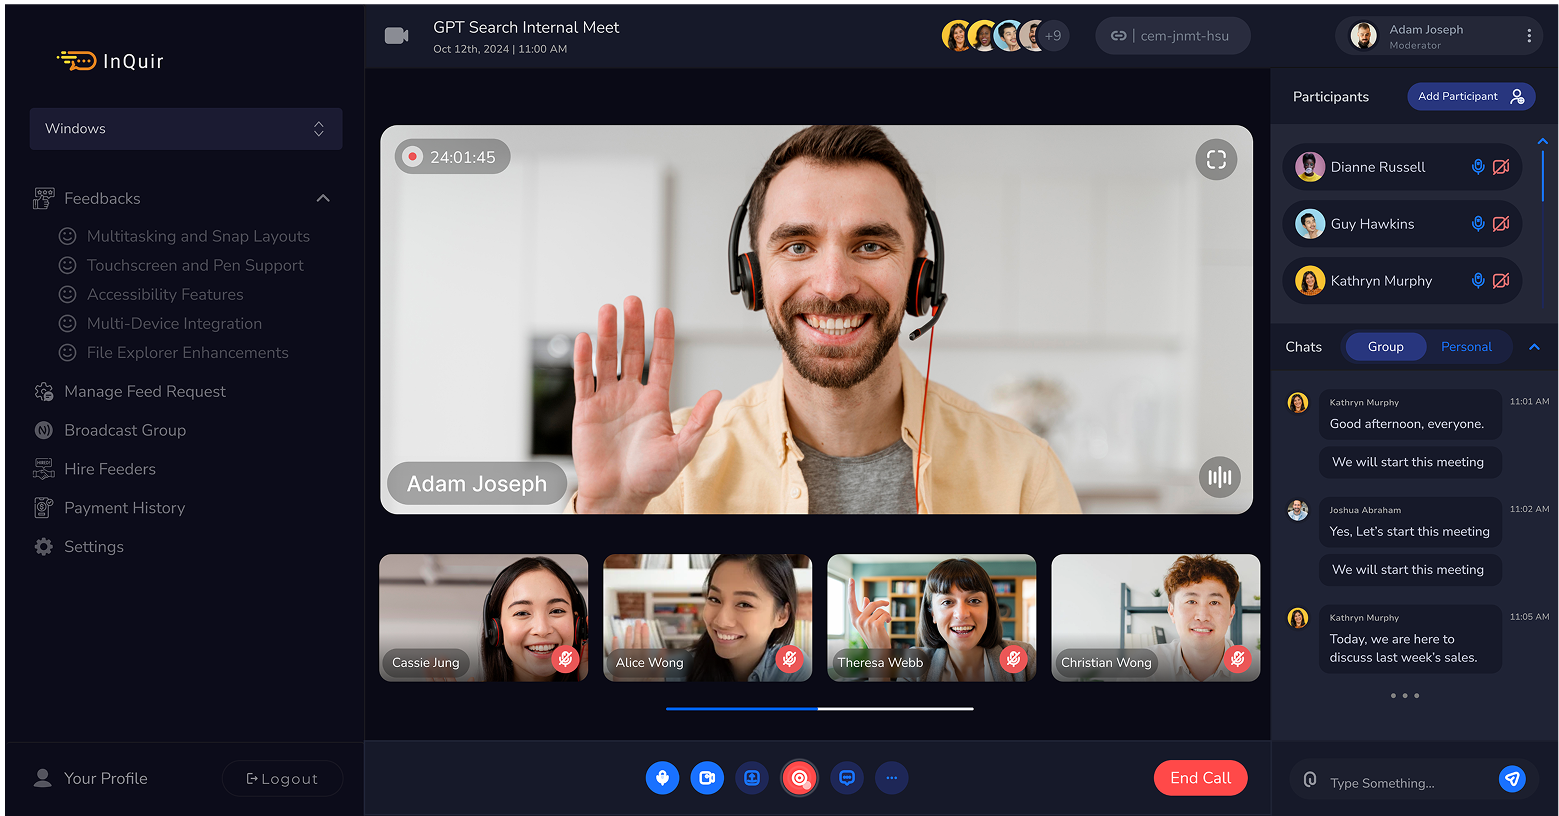 InQuir
Windows
Feedbacks
Multitasking and Snap Layouts
Touchscreen and Pen Support
Accessibility Features
Multi-Device Integration
File Explorer Enhancements
Manage Feed Request
Broadcast Group
Hire Feeders
Payment History
Settings
Your Profile
Logout
GPT Search Internal Meet
Oct 12th, 2024 | 11:00 AM
+9
| cem-jnmt-hsu
Adam Joseph
Moderator
24:01:45
Adam Joseph
Cassie Jung
Alice Wong
Theresa Webb
Christian Wong
End Call
Participants
Add Participant
Dianne Russell
Guy Hawkins
Kathryn Murphy
Chats
Group
Personal
Kathryn Murphy
11:01 AM
Good afternoon, everyone.
We will start this meeting
Joshua Abraham
11:02 AM
Yes, Let's start this meeting
We will start this meeting
Kathryn Murphy
11:05 AM
Today, we are here to
discuss last week's sales.
Type Something...